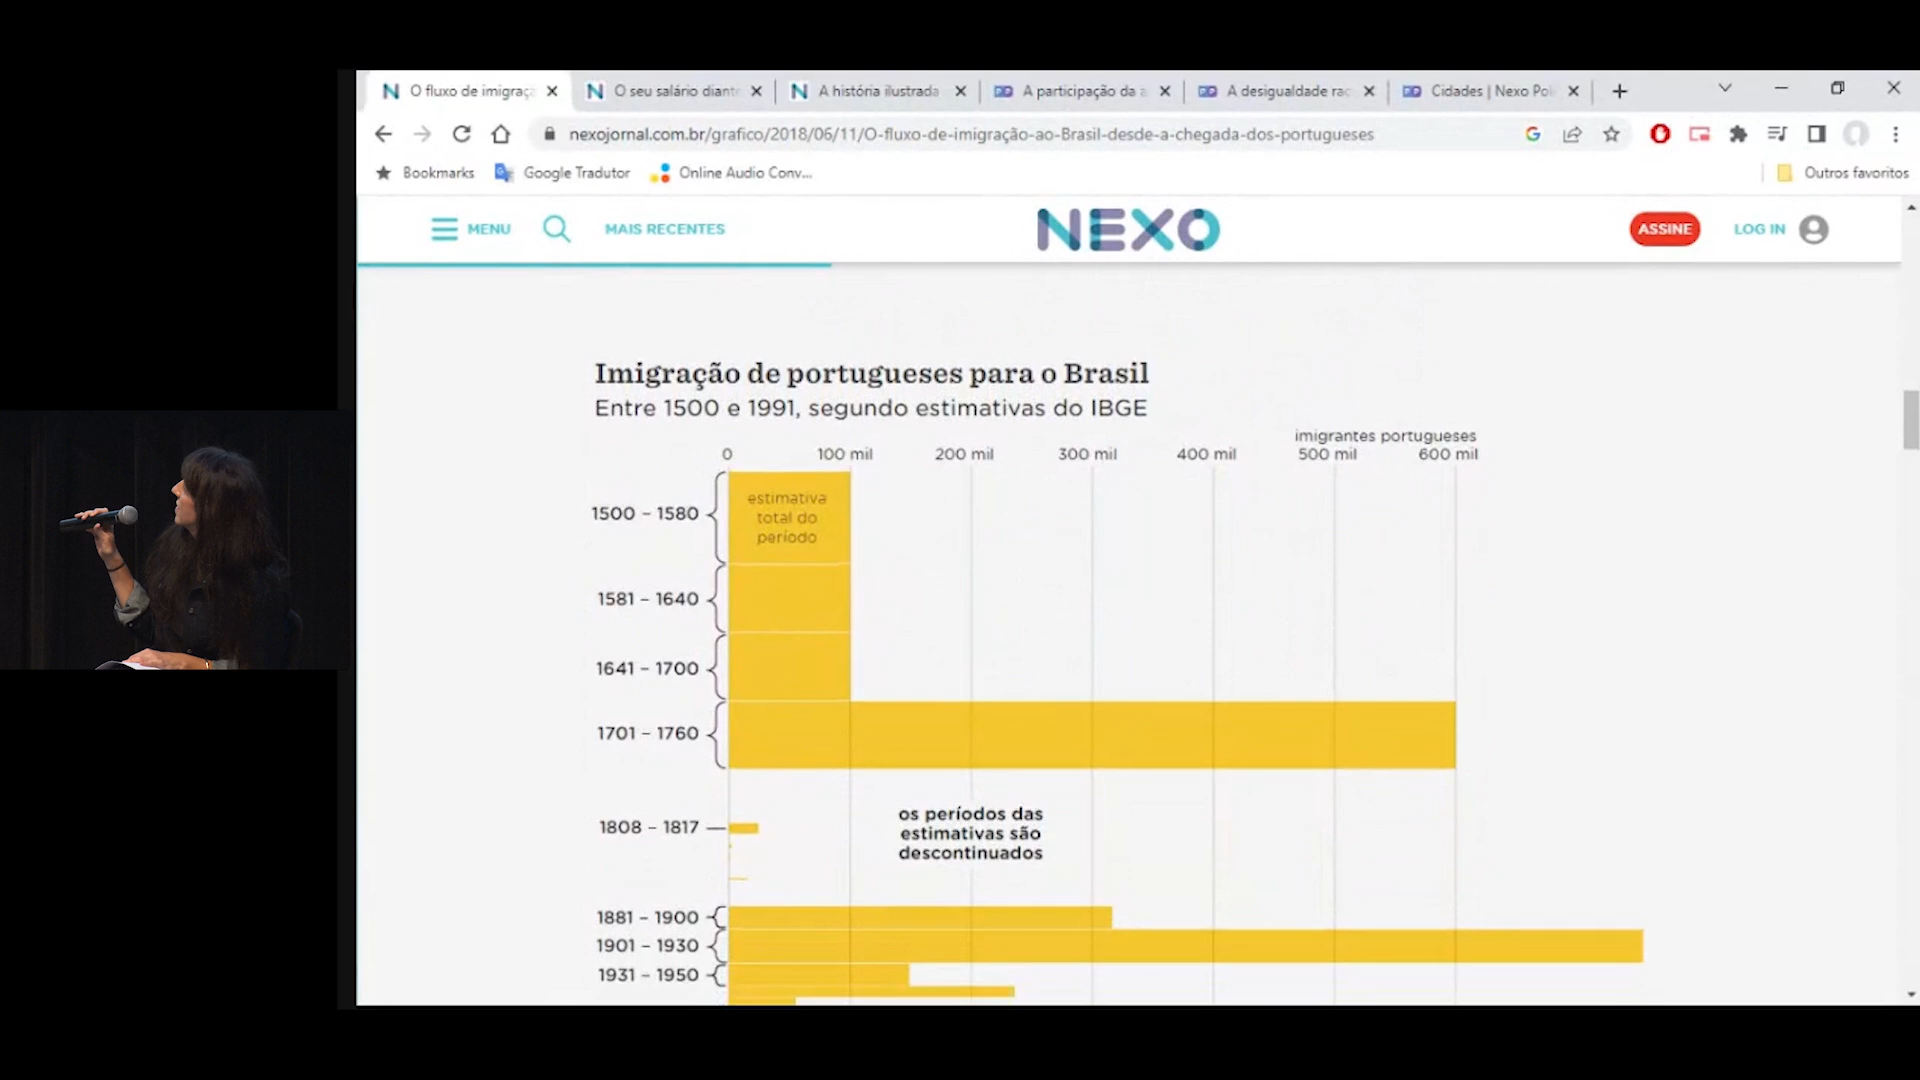 O fluxo de imigraç
O seu salário diant
A história ilustrada
A participação da a
A desigualdade rac
Cidades | Nexo Pol
nexojornal.com.br/grafico/2018/06/11/O-fluxo-de-imigração-ao-Brasil-desde-a-chegada-dos-portugueses
Bookmarks
Google Tradutor
Online Audio Conv...
Outros favoritos
MENU
MAIS RECENTES
NEXO
ASSINE
LOG IN
Imigração de portugueses para o Brasil
Entre 1500 e 1991, segundo estimativas do IBGE
imigrantes portugueses
0 100 mil 200 mil 300 mil 400 mil 500 mil 600 mil
1500 – 1580
estimativa
total do
período
1581 – 1640
1641 – 1700
1701 – 1760
1808 – 1817
os períodos das
estimativas são
descontinuados
1881 – 1900
1901 – 1930
1931 – 1950